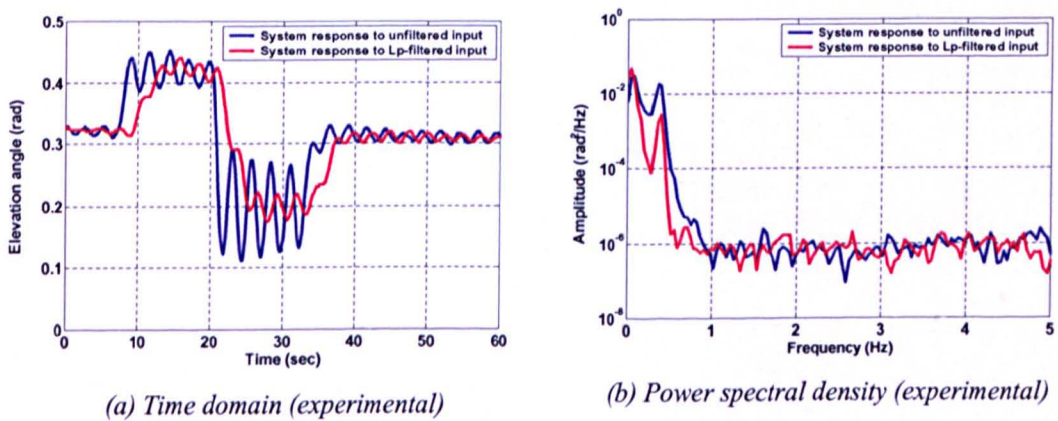 System response to unfiltered input
System response to Lp-filtered input
Elevation angle (rad)
0.5
0.4
0.3
0.2
0.1
0
0 10 20 30 40 50 60
Time (sec)
(a) Time domain (experimental)
System response to unfiltered input
System response to Lp-filtered input
Amplitude (rad²/Hz)
10⁰
10⁻²
10⁻⁴
10⁻⁶
10⁻⁸
0 1 2 3 4 5
Frequency (Hz)
(b) Power spectral density (experimental)